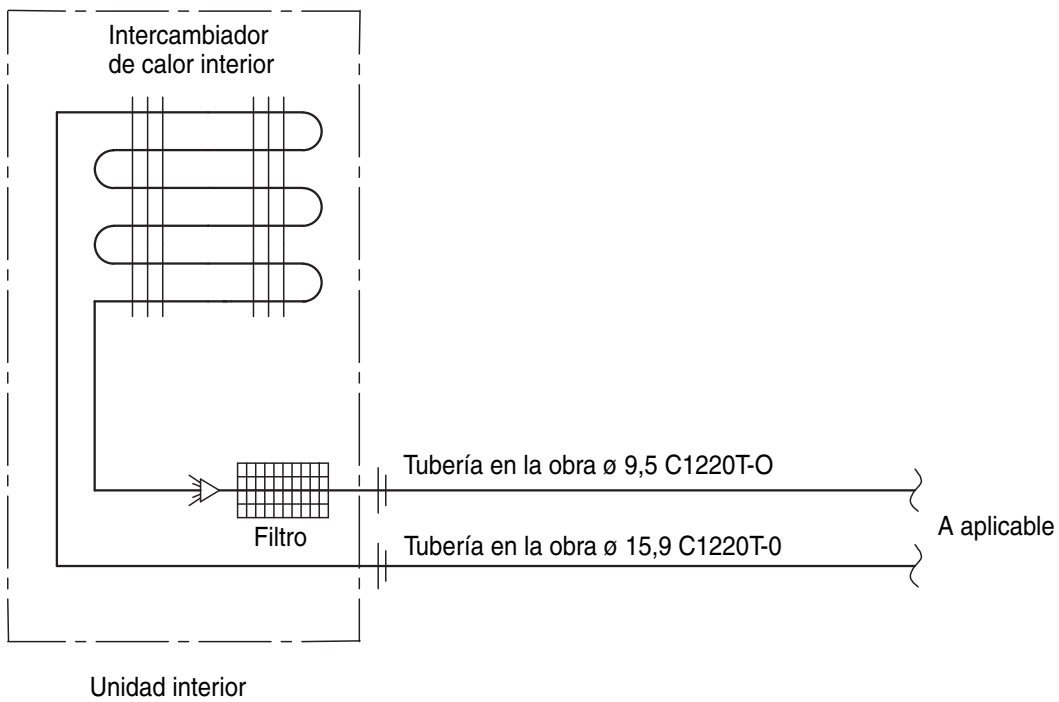 Intercambiador
de calor interior
Tubería en la obra ø 9,5 C1220T-O
Filtro
Tubería en la obra ø 15,9 C1220T-0
A aplicable
Unidad interior